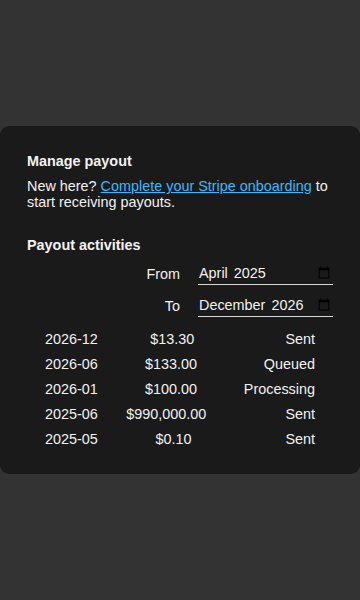 Manage payout
New here? Complete your Stripe onboarding to
start receiving payouts.
Payout activities
From April 2025
To December 2026
2026-12 $13.30 Sent
2026-06 $133.00 Queued
2026-01 $100.00 Processing
2025-06 $990,000.00 Sent
2025-05 $0.10 Sent